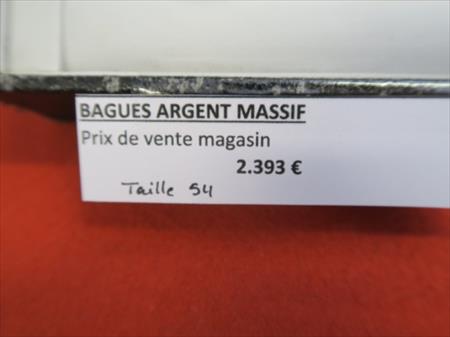 BAGUES ARGENT MASSIF
Prix de vente magasin
2.393 €
Taille 54